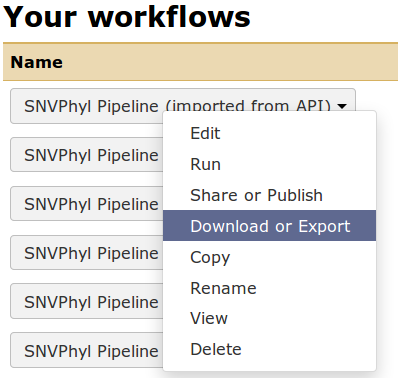 Your workflows
Name
SNVPhyl Pipeline (imported from API)
Edit
SNVPhyl Pipeline
Run
SNVPhyl Pipeline
Share or Publish
Download or Export
SNVPhyl Pipeline
Copy
SNVPhyl Pipeline
Rename
View
SNVPhyl Pipeline
Delete